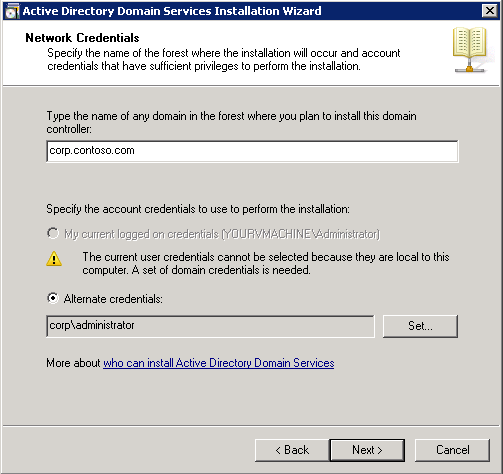 Active Directory Domain Services Installation Wizard
Network Credentials
Specify the name of the forest where the installation will occur and account
credentials that have sufficient privileges to perform the installation.
Type the name of any domain in the forest where you plan to install this domain
controller:
corp.contoso.com
Specify the account credentials to use to perform the installation:
My current logged on credentials (YOURVMACHINE\Administrator)
The current user credentials cannot be selected because they are local to this
computer. A set of domain credentials is needed.
Alternate credentials:
corp\administrator
Set...
More about who can install Active Directory Domain Services
< Back
Next >
Cancel